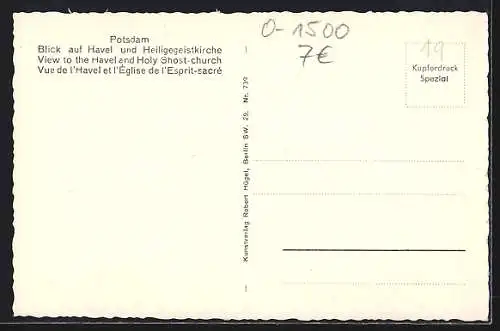 Potsdam
Blick auf Havel und Heiligegeistkirche
View to the Havel and Holy Ghost-church
Vue de l'Havel et l'Église de l'Esprit-sacré
0-1500
7€
19
Kupferdruck
Spezial
Kunstverlag Robert Hügel, Berlin SW. 29. Nr. 739